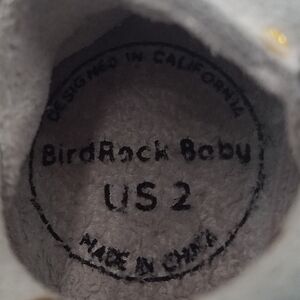 DESIGNED IN CALIFORNIA
BirdRock Baby
US 2
MADE IN CHINA